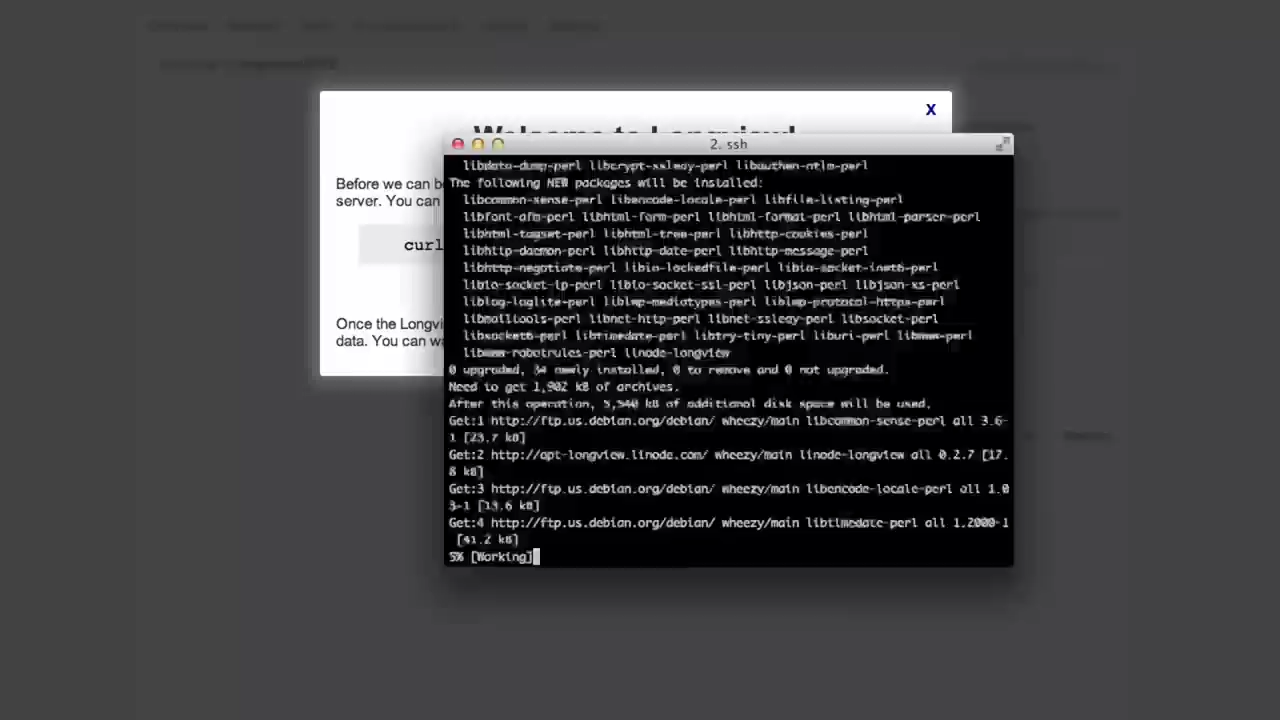 X
Welcome to Longview!
Before we can be
server. You can
curl
Once the Longvi
data. You can wa
2. ssh
libdata-dump-perl libcrypt-ssleay-perl libauthen-ntlm-perl
The following NEW packages will be installed:
libcommon-sense-perl libencode-locale-perl libfile-listing-perl
libfont-afm-perl libhtml-form-perl libhtml-format-perl libhtml-parser-perl
libhtml-tagset-perl libhtml-tree-perl libhttp-cookies-perl
libhttp-daemon-perl libhttp-date-perl libhttp-message-perl
libhttp-negotiate-perl libio-lockedfile-perl libio-socket-inet6-perl
libio-socket-ip-perl libio-socket-ssl-perl libjson-perl libjson-xs-perl
liblog-loglite-perl liblwp-mediatypes-perl liblwp-protocol-https-perl
libmailtools-perl libnet-http-perl libnet-ssleay-perl libsocket-perl
libsocket6-perl libtimedate-perl libtry-tiny-perl liburi-perl libwww-perl
libwww-robotrules-perl linode-longview
0 upgraded, 34 newly installed, 0 to remove and 0 not upgraded.
Need to get 1,902 kB of archives.
After this operation, 5,540 kB of additional disk space will be used.
Get:1 http://ftp.us.debian.org/debian/ wheezy/main libcommon-sense-perl all 3.6-
1 [23.7 kB]
Get:2 http://apt-longview.linode.com/ wheezy/main linode-longview all 0.2.7 [17.
8 kB]
Get:3 http://ftp.us.debian.org/debian/ wheezy/main libencode-locale-perl all 1.0
3-1 [13.6 kB]
Get:4 http://ftp.us.debian.org/debian/ wheezy/main libtimedate-perl all 1.2000-1
[41.2 kB]
5% [Working]